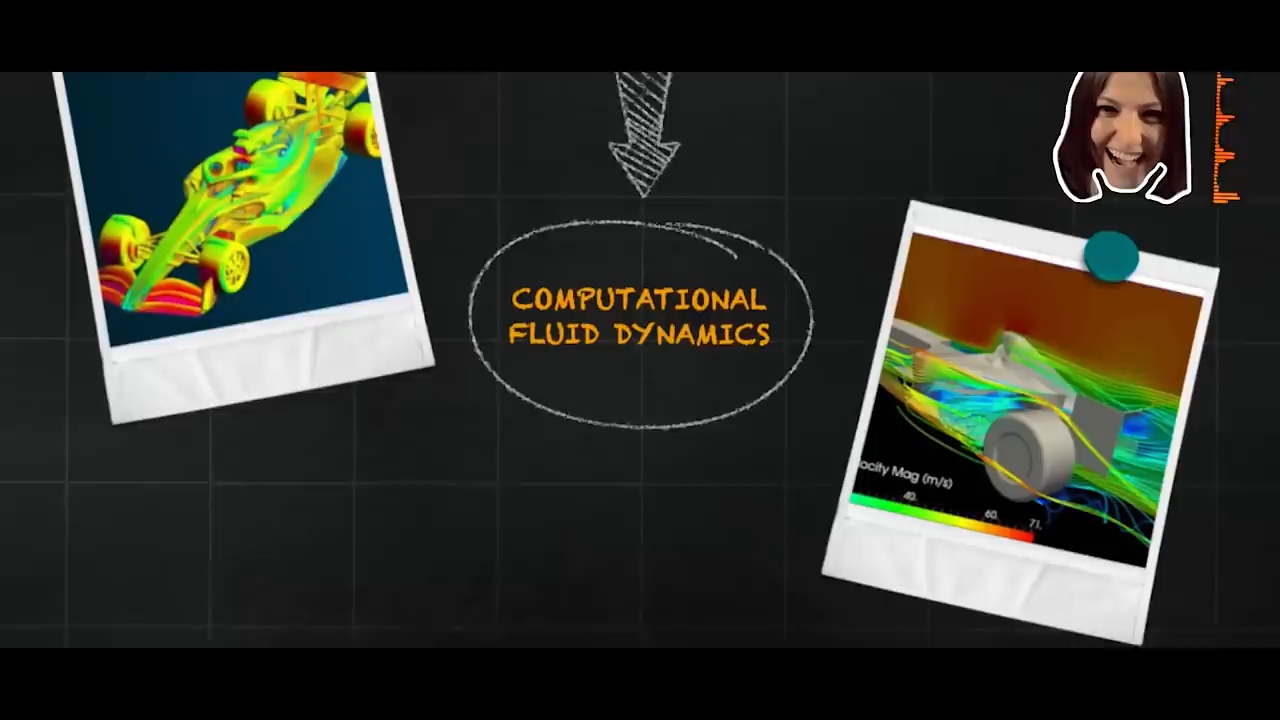 COMPUTATIONAL
FLUID DYNAMICS
ocity Mag (m/s)
40.
60.
71.